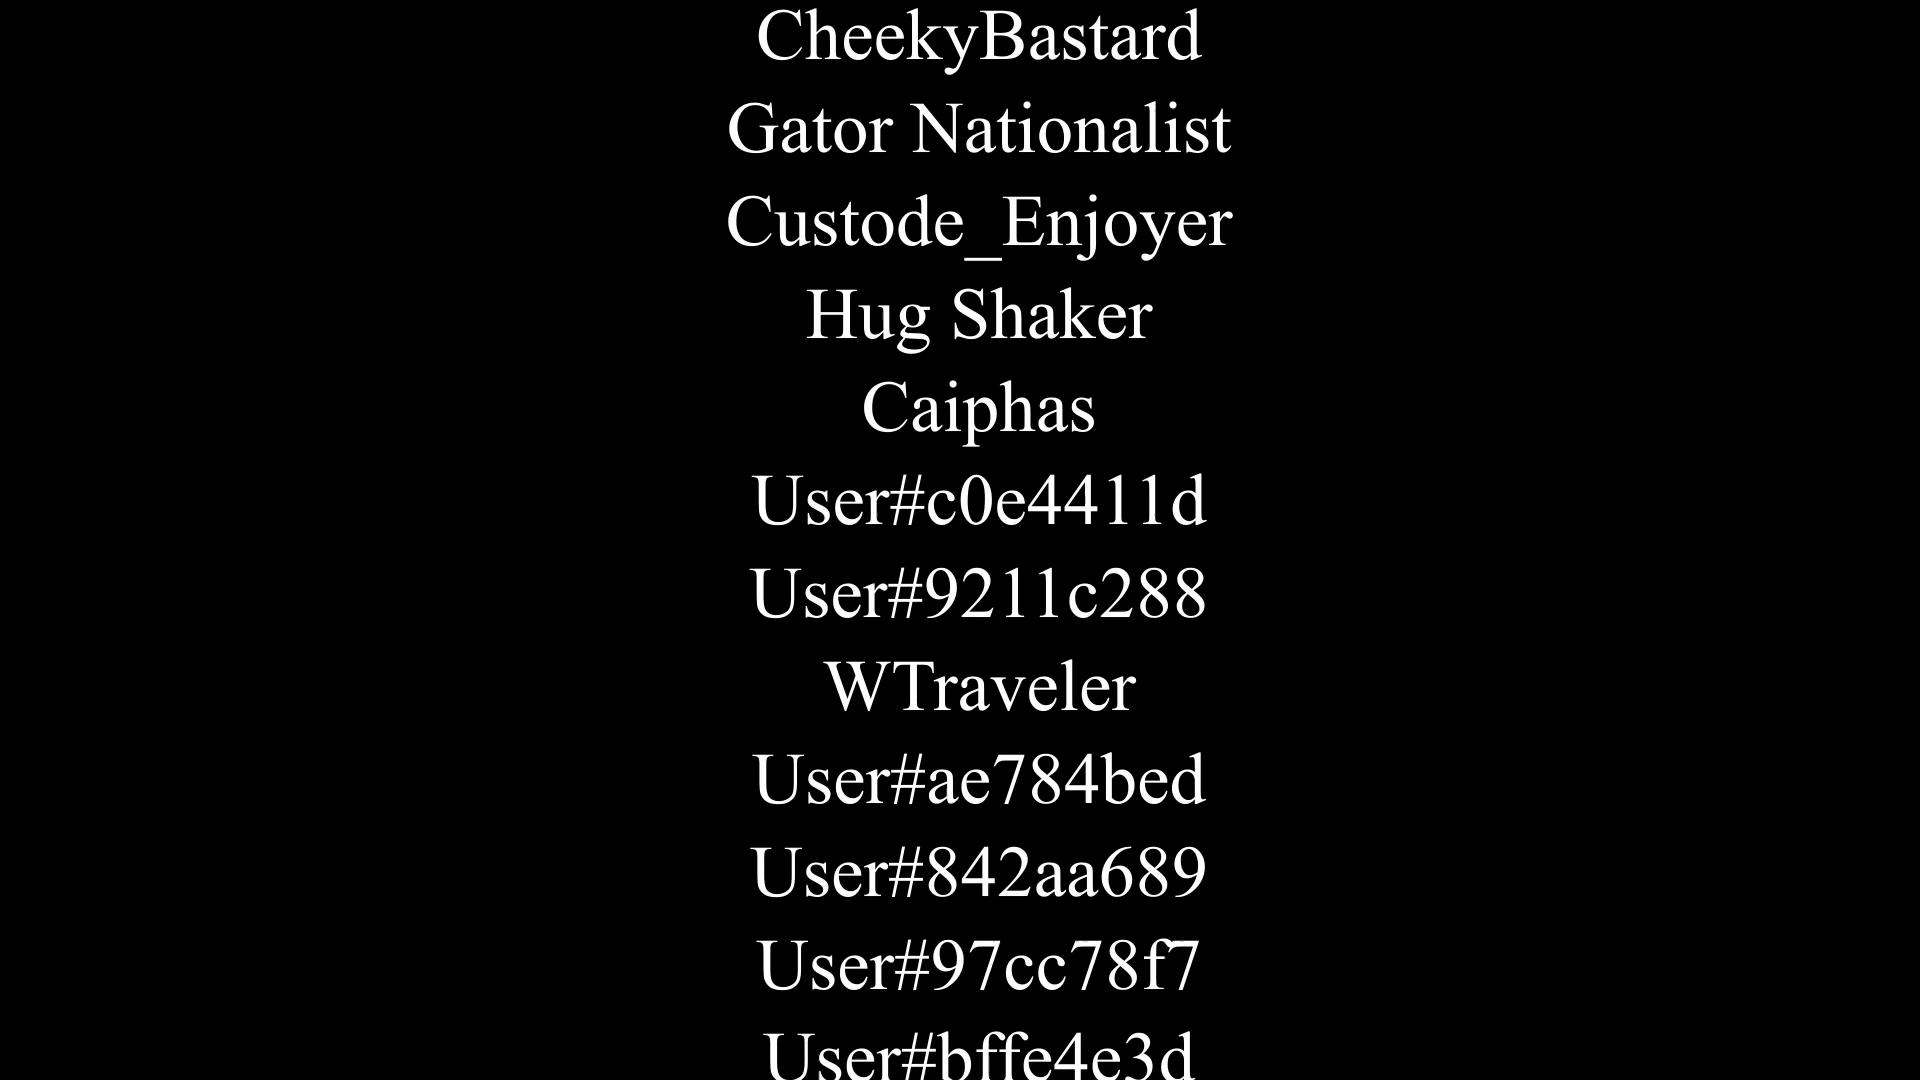 CheekyBastard
Gator Nationalist
Custode_Enjoyer
Hug Shaker
Caiphas
User#c0e4411d
User#9211c288
WTraveler
User#ae784bed
User#842aa689
User#97cc78f7
User#bffe4e3d